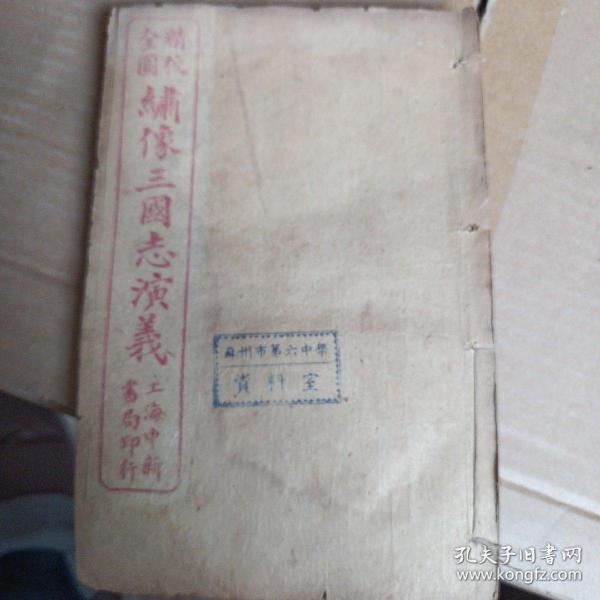 精校
全圖
繡像三國志演義
上海中新
書局印行
蘇州市第六中學
資料室
孔夫子旧书网
www.kongfz.com